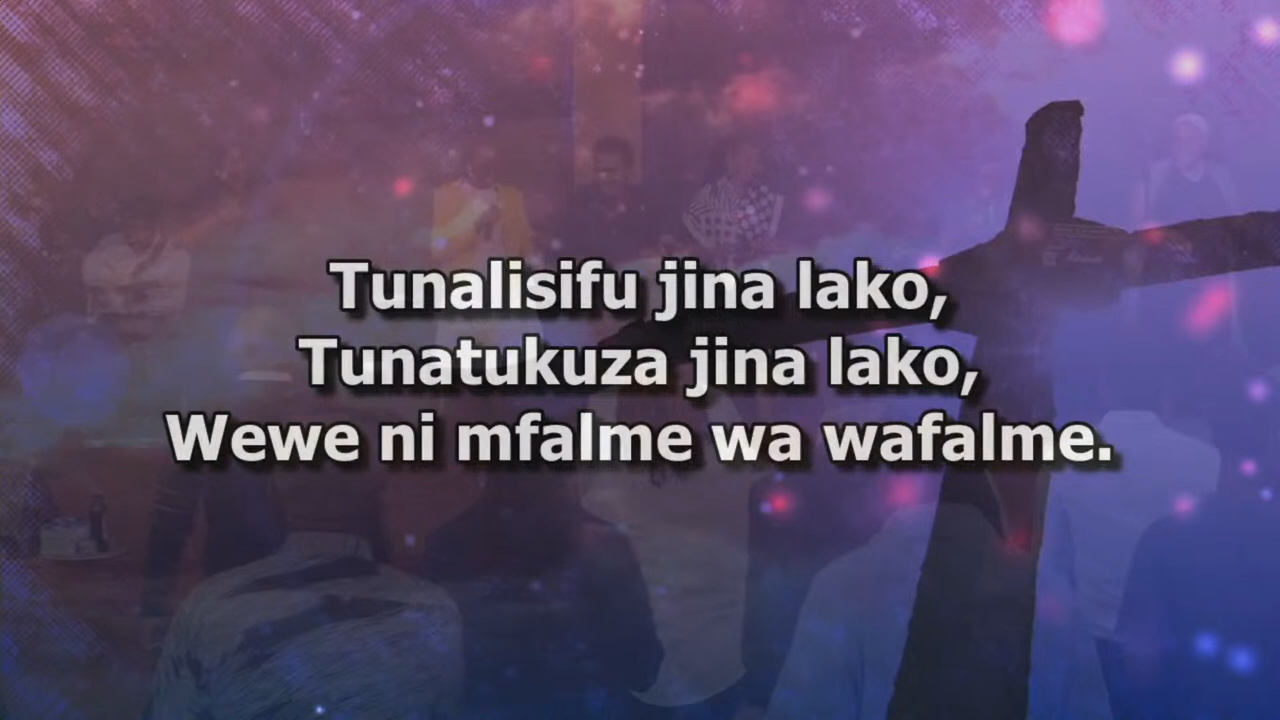 Tunalisifu jina lako,
Tunatukuza jina lako,
Wewe ni mfalme wa wafalme.